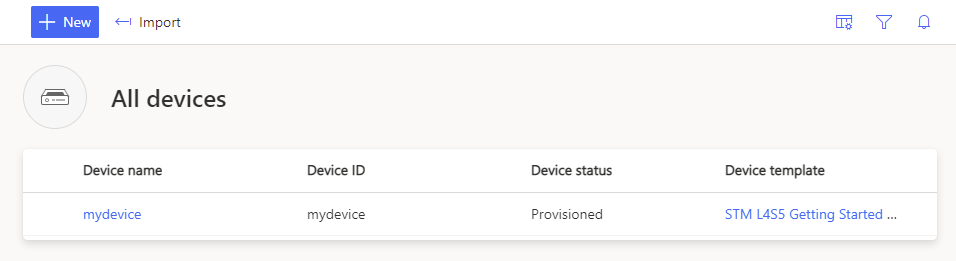 New Import
All devices
Device name Device ID Device status Device template
mydevice mydevice Provisioned STM L4S5 Getting Started ...